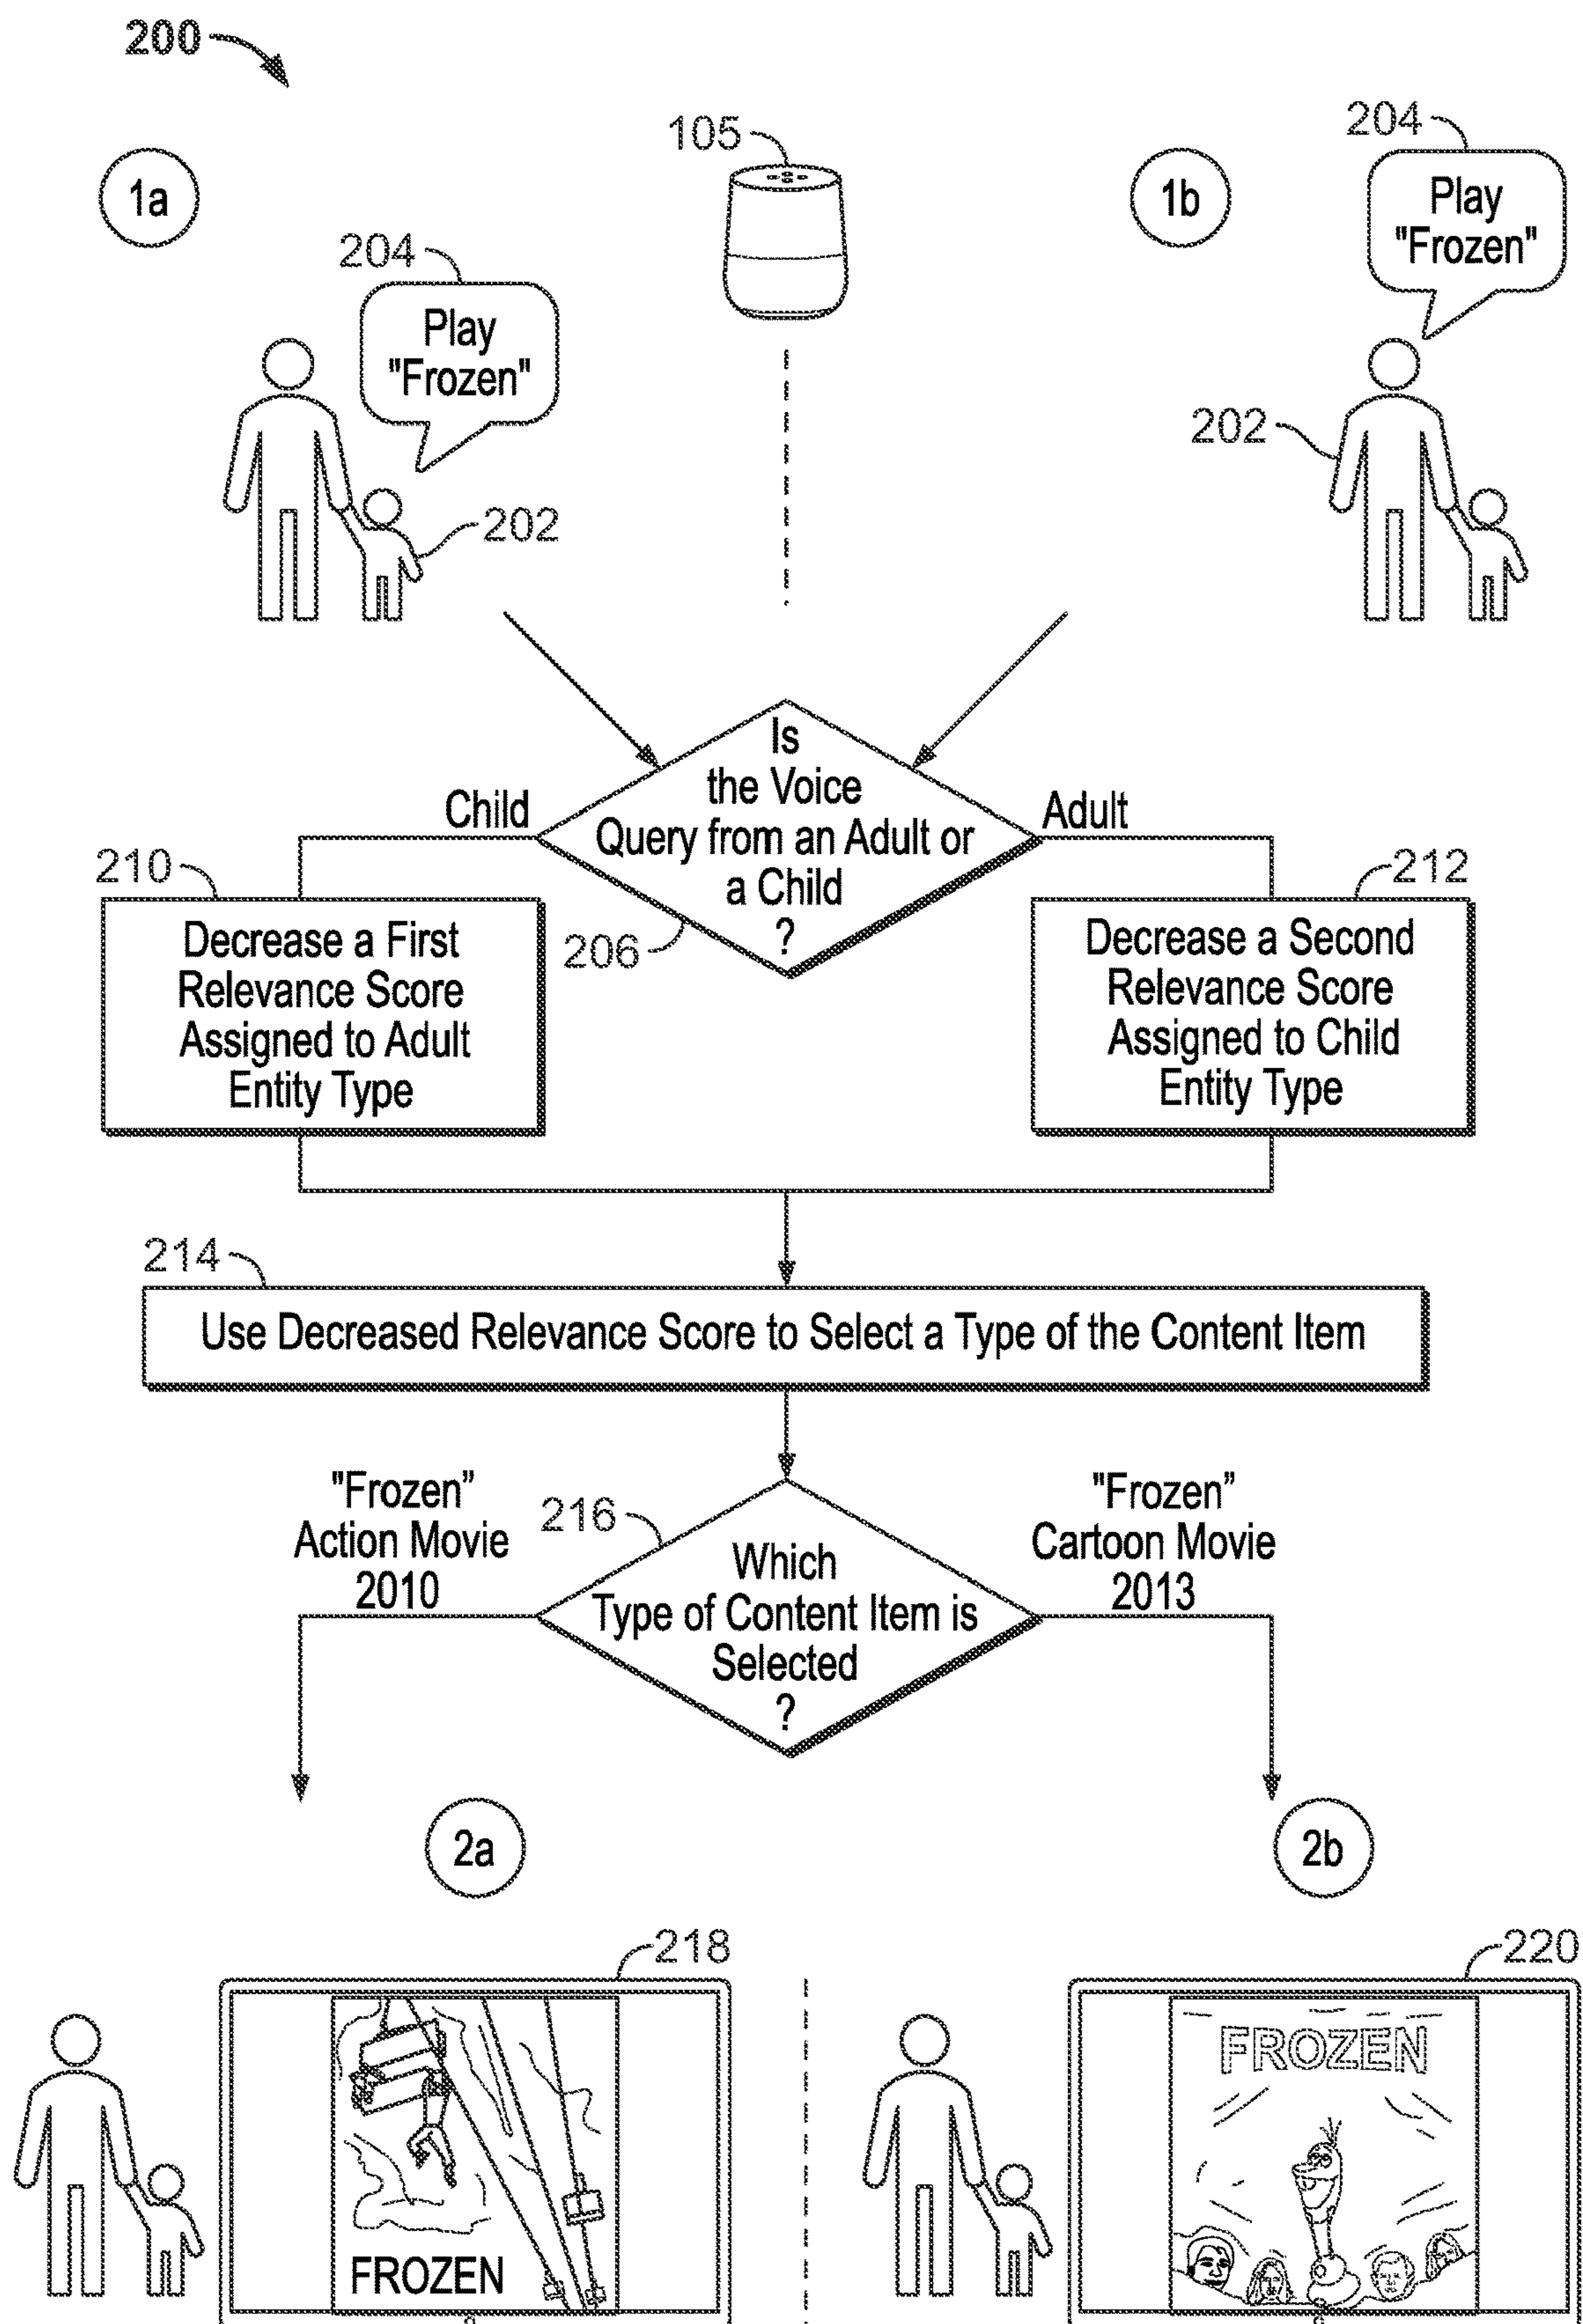 200
1a
105
1b
204
Play
"Frozen"
204
Play
"Frozen"
202
202
Is
the Voice
Query from an Adult or
a Child
?
206
Child
Adult
210
Decrease a First
Relevance Score
Assigned to Adult
Entity Type
212
Decrease a Second
Relevance Score
Assigned to Child
Entity Type
214
Use Decreased Relevance Score to Select a Type of the Content Item
"Frozen”
Action Movie
2010
216
Which
Type of Content Item is
Selected
?
"Frozen”
Cartoon Movie
2013
2a
2b
218
FROZEN
220
FROZEN